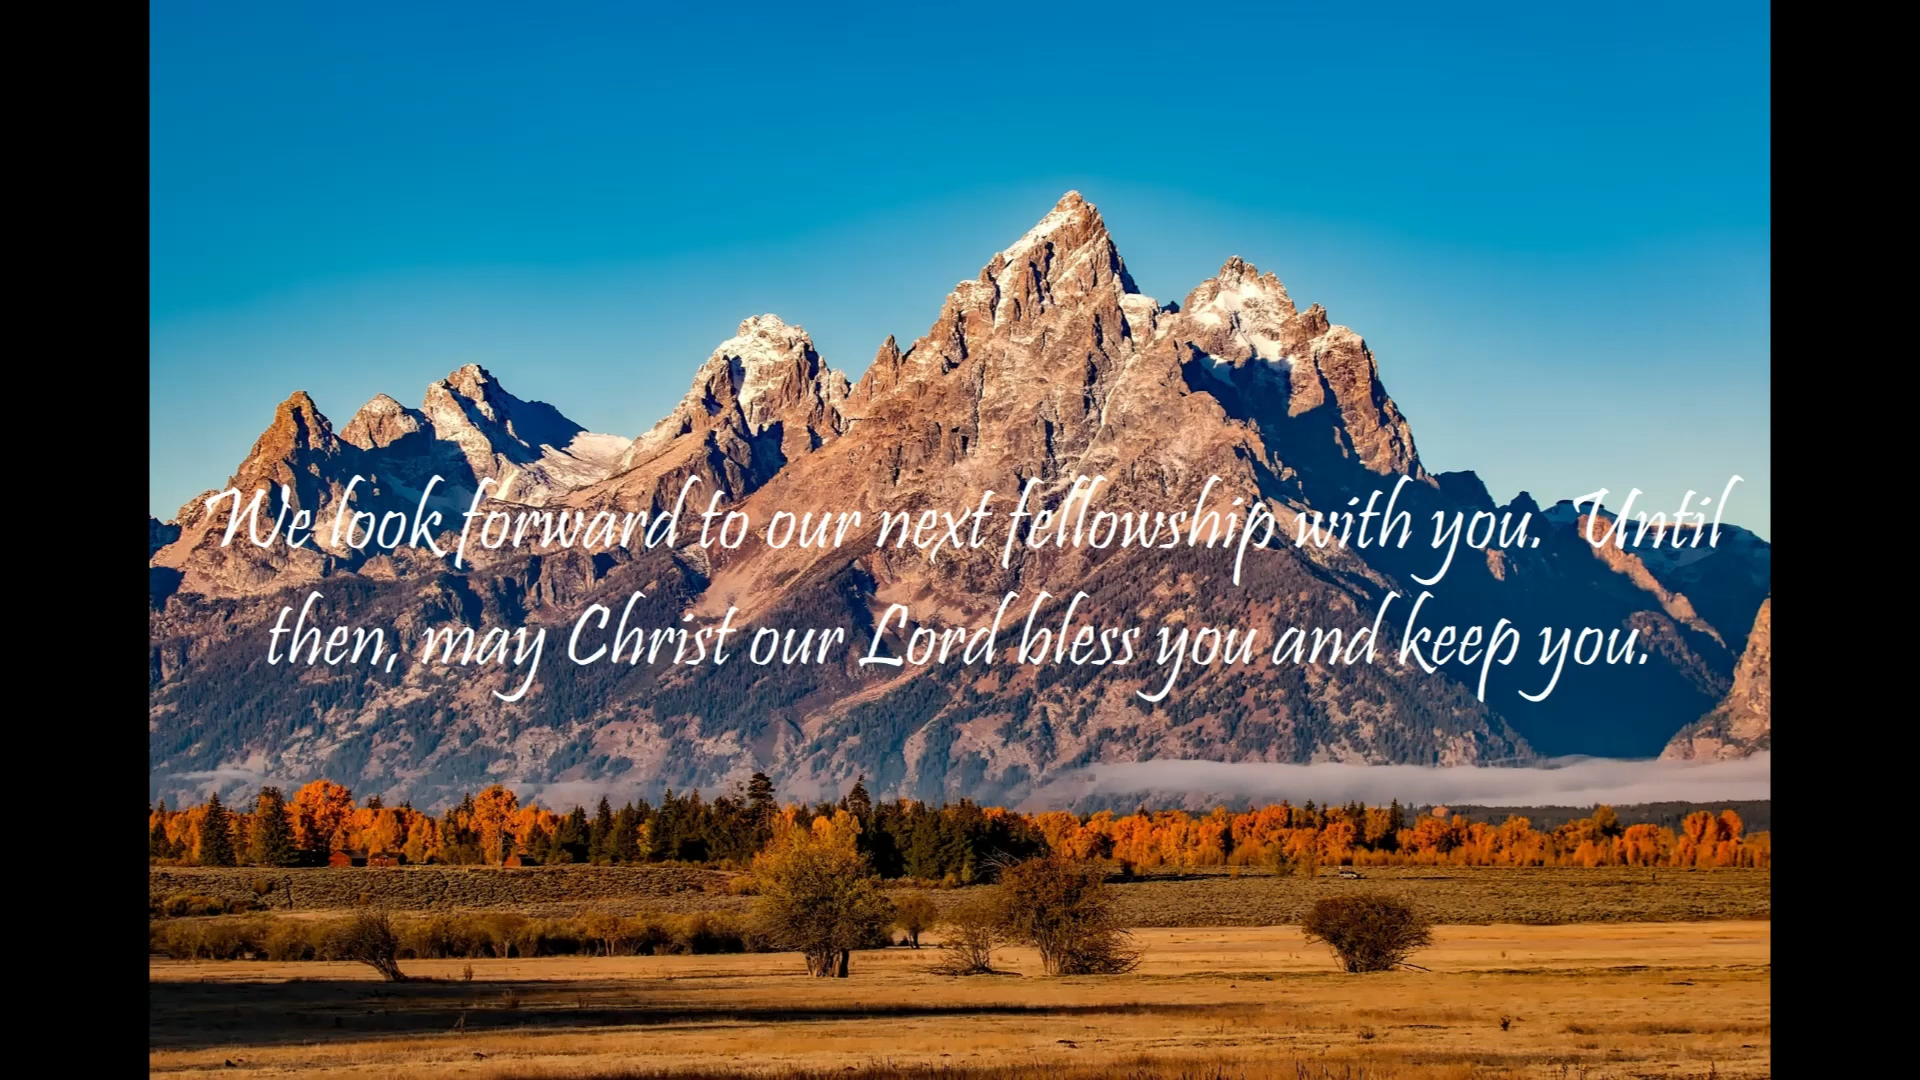 We look forward to our next fellowship with you. Until
then, may Christ our Lord bless you and keep you.